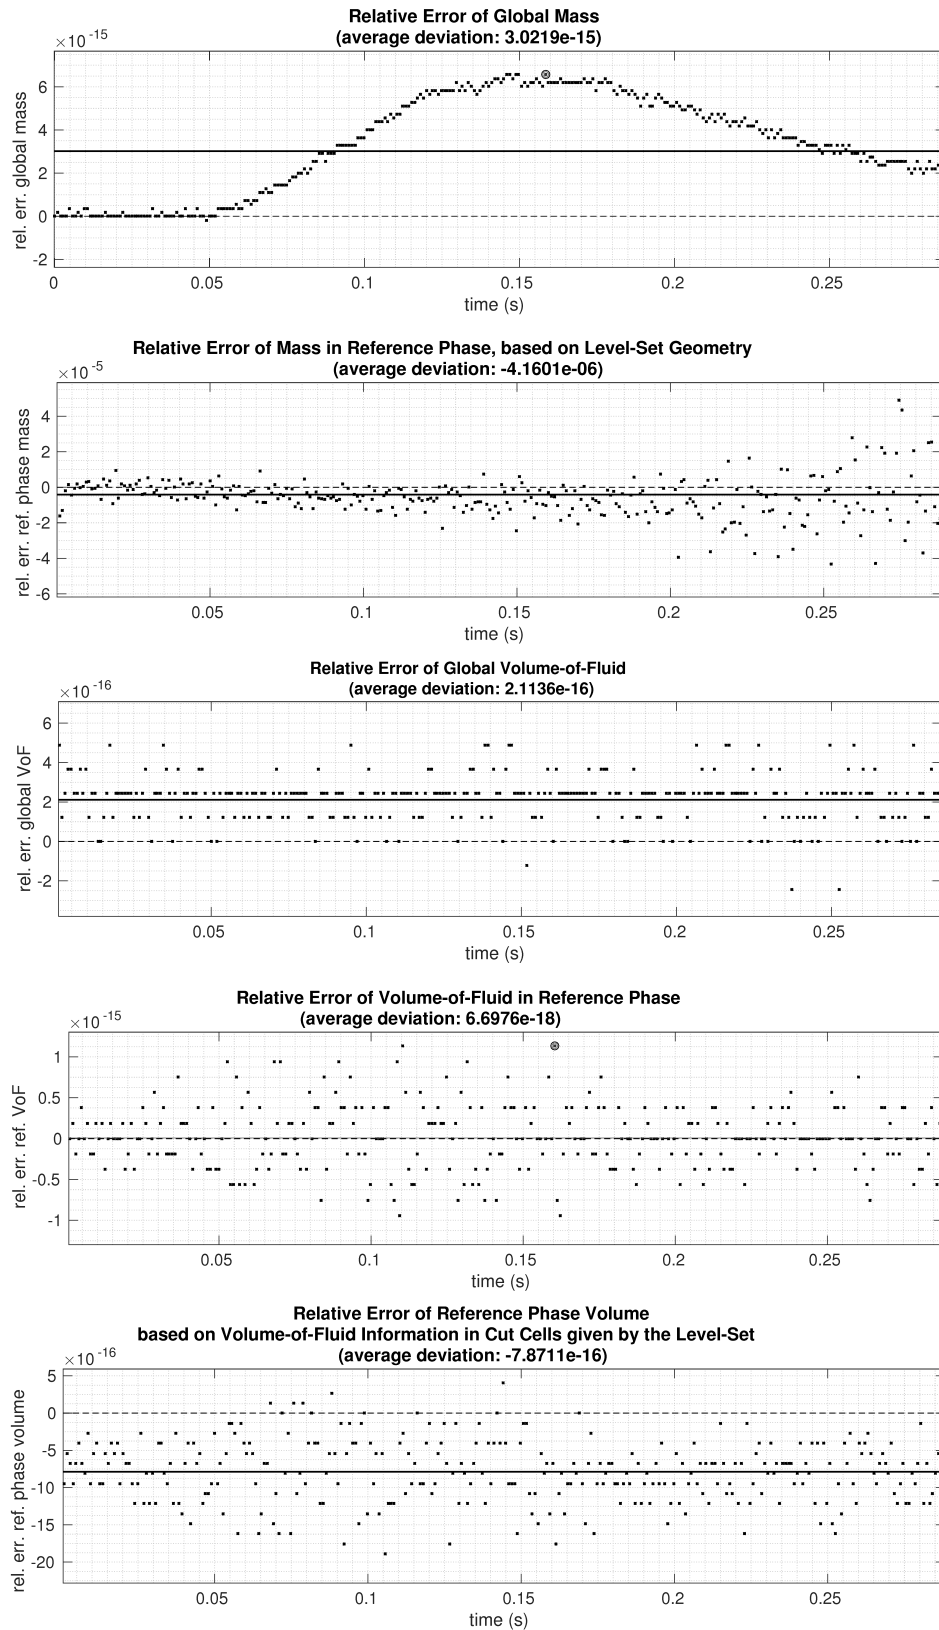 Relative Error of Global Mass
(average deviation: 3.0219e-15)
×10 -15
6
4
2
0
-2
rel. err. global mass
0 0.05 0.1 0.15 0.2 0.25
time (s)
Relative Error of Mass in Reference Phase, based on Level-Set Geometry
(average deviation: -4.1601e-06)
×10 -5
4
2
0
-2
-4
-6
rel. err. ref. phase mass
0.05 0.1 0.15 0.2 0.25
time (s)
Relative Error of Global Volume-of-Fluid
(average deviation: 2.1136e-16)
×10 -16
6
4
2
0
-2
rel. err. global VoF
0.05 0.1 0.15 0.2 0.25
time (s)
Relative Error of Volume-of-Fluid in Reference Phase
(average deviation: 6.6976e-18)
×10 -15
1
0.5
0
-0.5
-1
rel. err. ref. VoF
0.05 0.1 0.15 0.2 0.25
time (s)
Relative Error of Reference Phase Volume
based on Volume-of-Fluid Information in Cut Cells given by the Level-Set
(average deviation: -7.8711e-16)
×10 -16
5
0
-5
-10
-15
-20
rel. err. ref. phase volume
0.05 0.1 0.15 0.2 0.25
time (s)